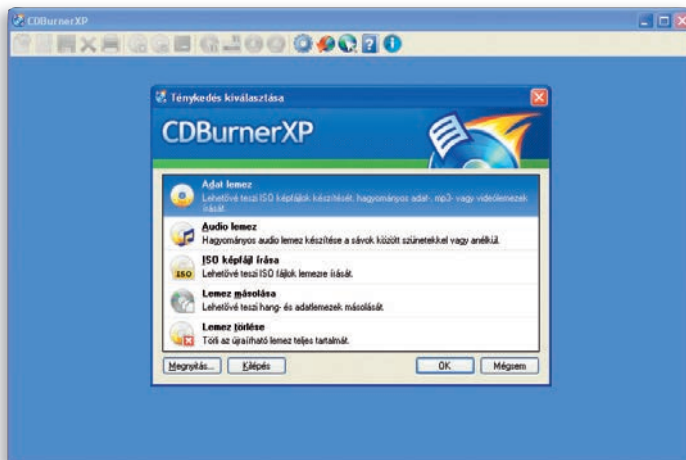 CDBurnerXP
Ténykedés kiválasztása
CDBurnerXP
Adat lemez
Lehetővé teszi ISO képfájlok készítését, hagyományos adat-, mp3- vagy videólemezek
írását.
Audio lemez
Hagyományos audio lemez készítése a sávok között szünetekkel vagy anélkül.
ISO képfájl írása
ISO
Lehetővé teszi ISO fájlok lemezre írását.
Lemez másolása
Lehetővé teszi hang- és adatlemezek másolását.
Lemez törlése
Törli az újraírható lemez teljes tartalmát.
Megnyitás... Kilépés OK Mégsem